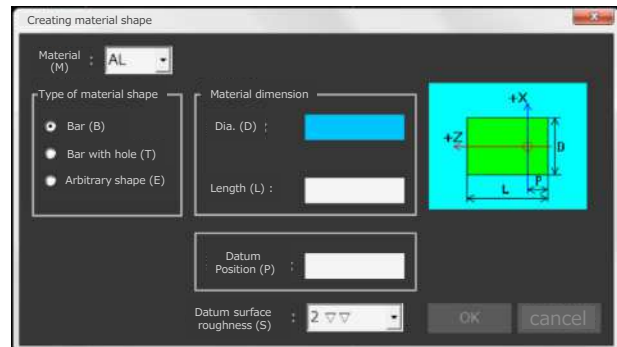 Creating material shape
x
Material
(M) : AL
Type of material shape
Bar (B)
Bar with hole (T)
Arbitrary shape (E)
Material dimension
Dia. (D) :
Length (L) :
+X
+Z
D
P
L
Datum
Position (P) :
Datum surface
roughness (S) : 2 ▽▽
OK cancel